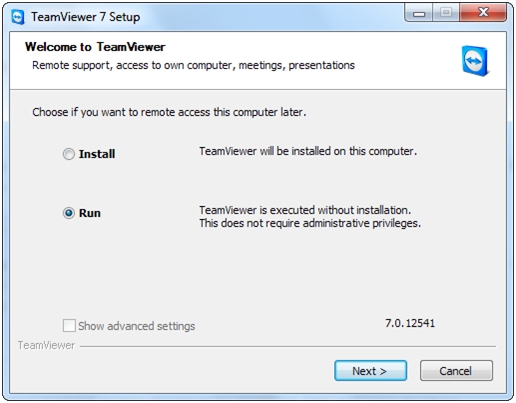 TeamViewer 7 Setup
Welcome to TeamViewer
Remote support, access to own computer, meetings, presentations
Choose if you want to remote access this computer later.
Install
TeamViewer will be installed on this computer.
Run
TeamViewer is executed without installation.
This does not require administrative privileges.
Show advanced settings
7.0.12541
TeamViewer
Next >
Cancel